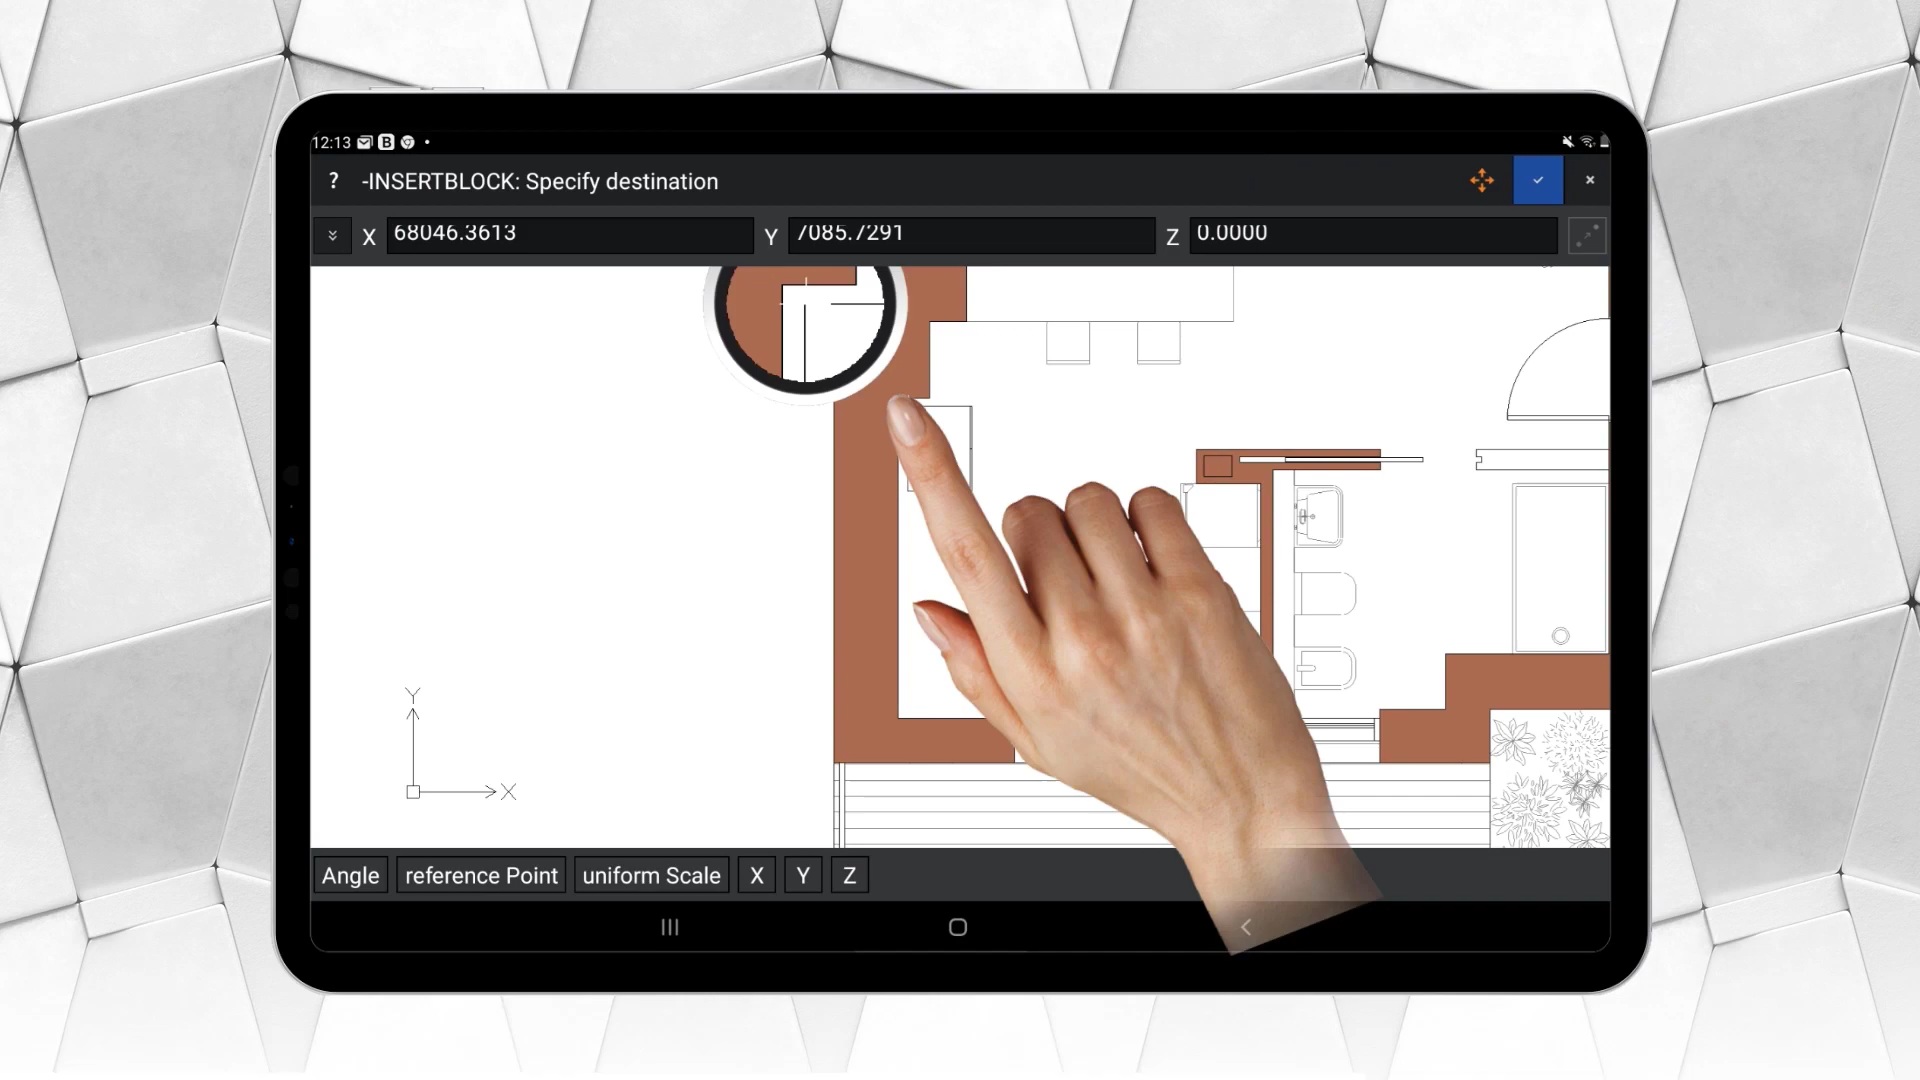 12:13 B
? -INSERTBLOCK: Specify destination
X 68046.3613 Y 7085.7291 Z 0.0000
Y
X
Angle reference Point uniform Scale X Y Z